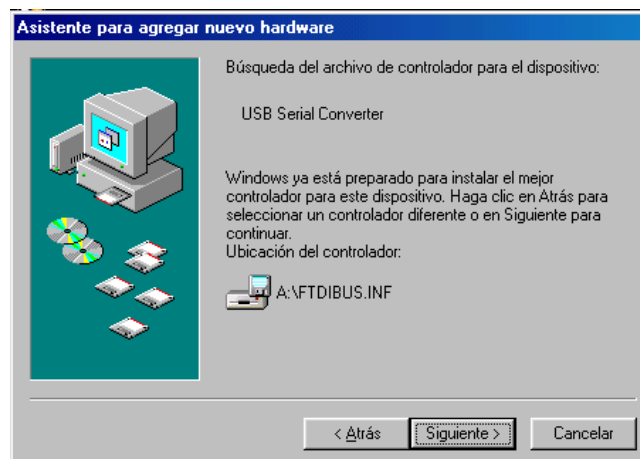 Asistente para agregar nuevo hardware
Búsqueda del archivo de controlador para el dispositivo:
USB Serial Converter
Windows ya está preparado para instalar el mejor
controlador para este dispositivo. Haga clic en Atrás para
seleccionar un controlador diferente o en Siguiente para
continuar.
Ubicación del controlador:
A:\FTDIBUS.INF
< Atrás
Siguiente >
Cancelar